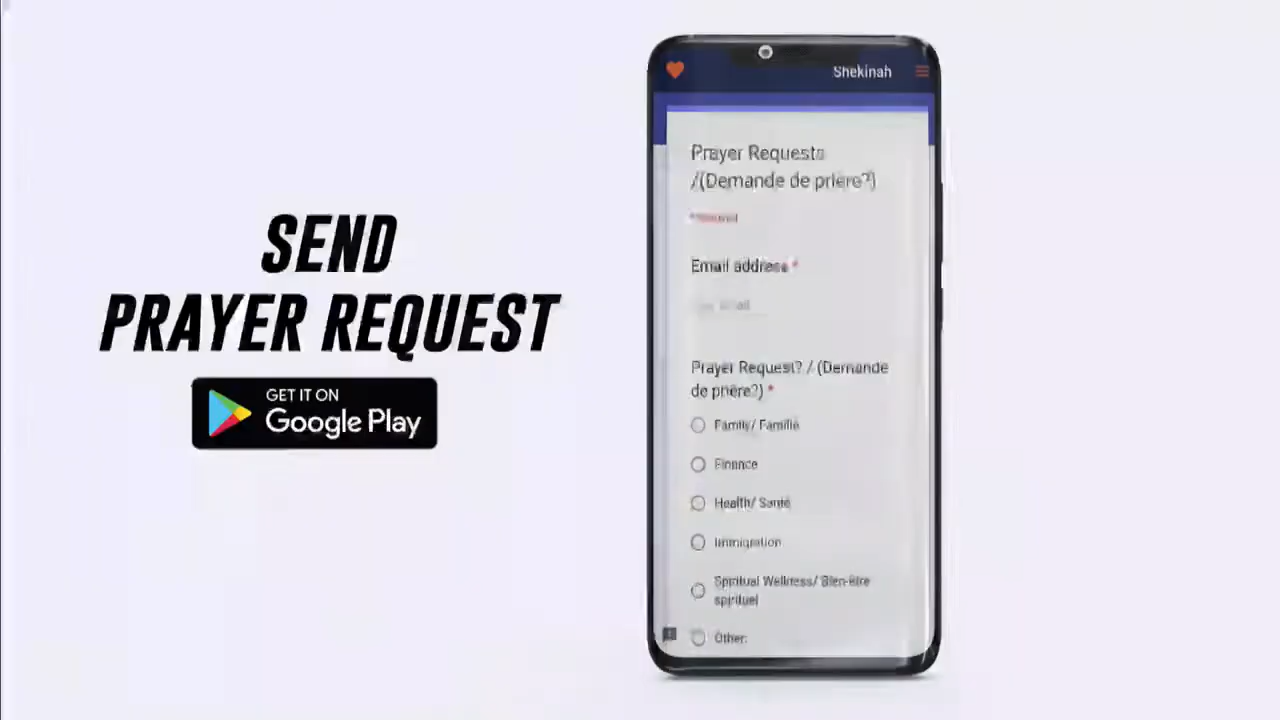 SEND
PRAYER REQUEST
GET IT ON
Google Play
Shekinah
Prayer Requests
/(Demande de prière?)
Email address *
Prayer Request? / (Demande
de prière?) *
Family/ Famille
Finance
Health/ Santé
Immigration
Spiritual Wellness/ Bien-être
spirituel
Other: